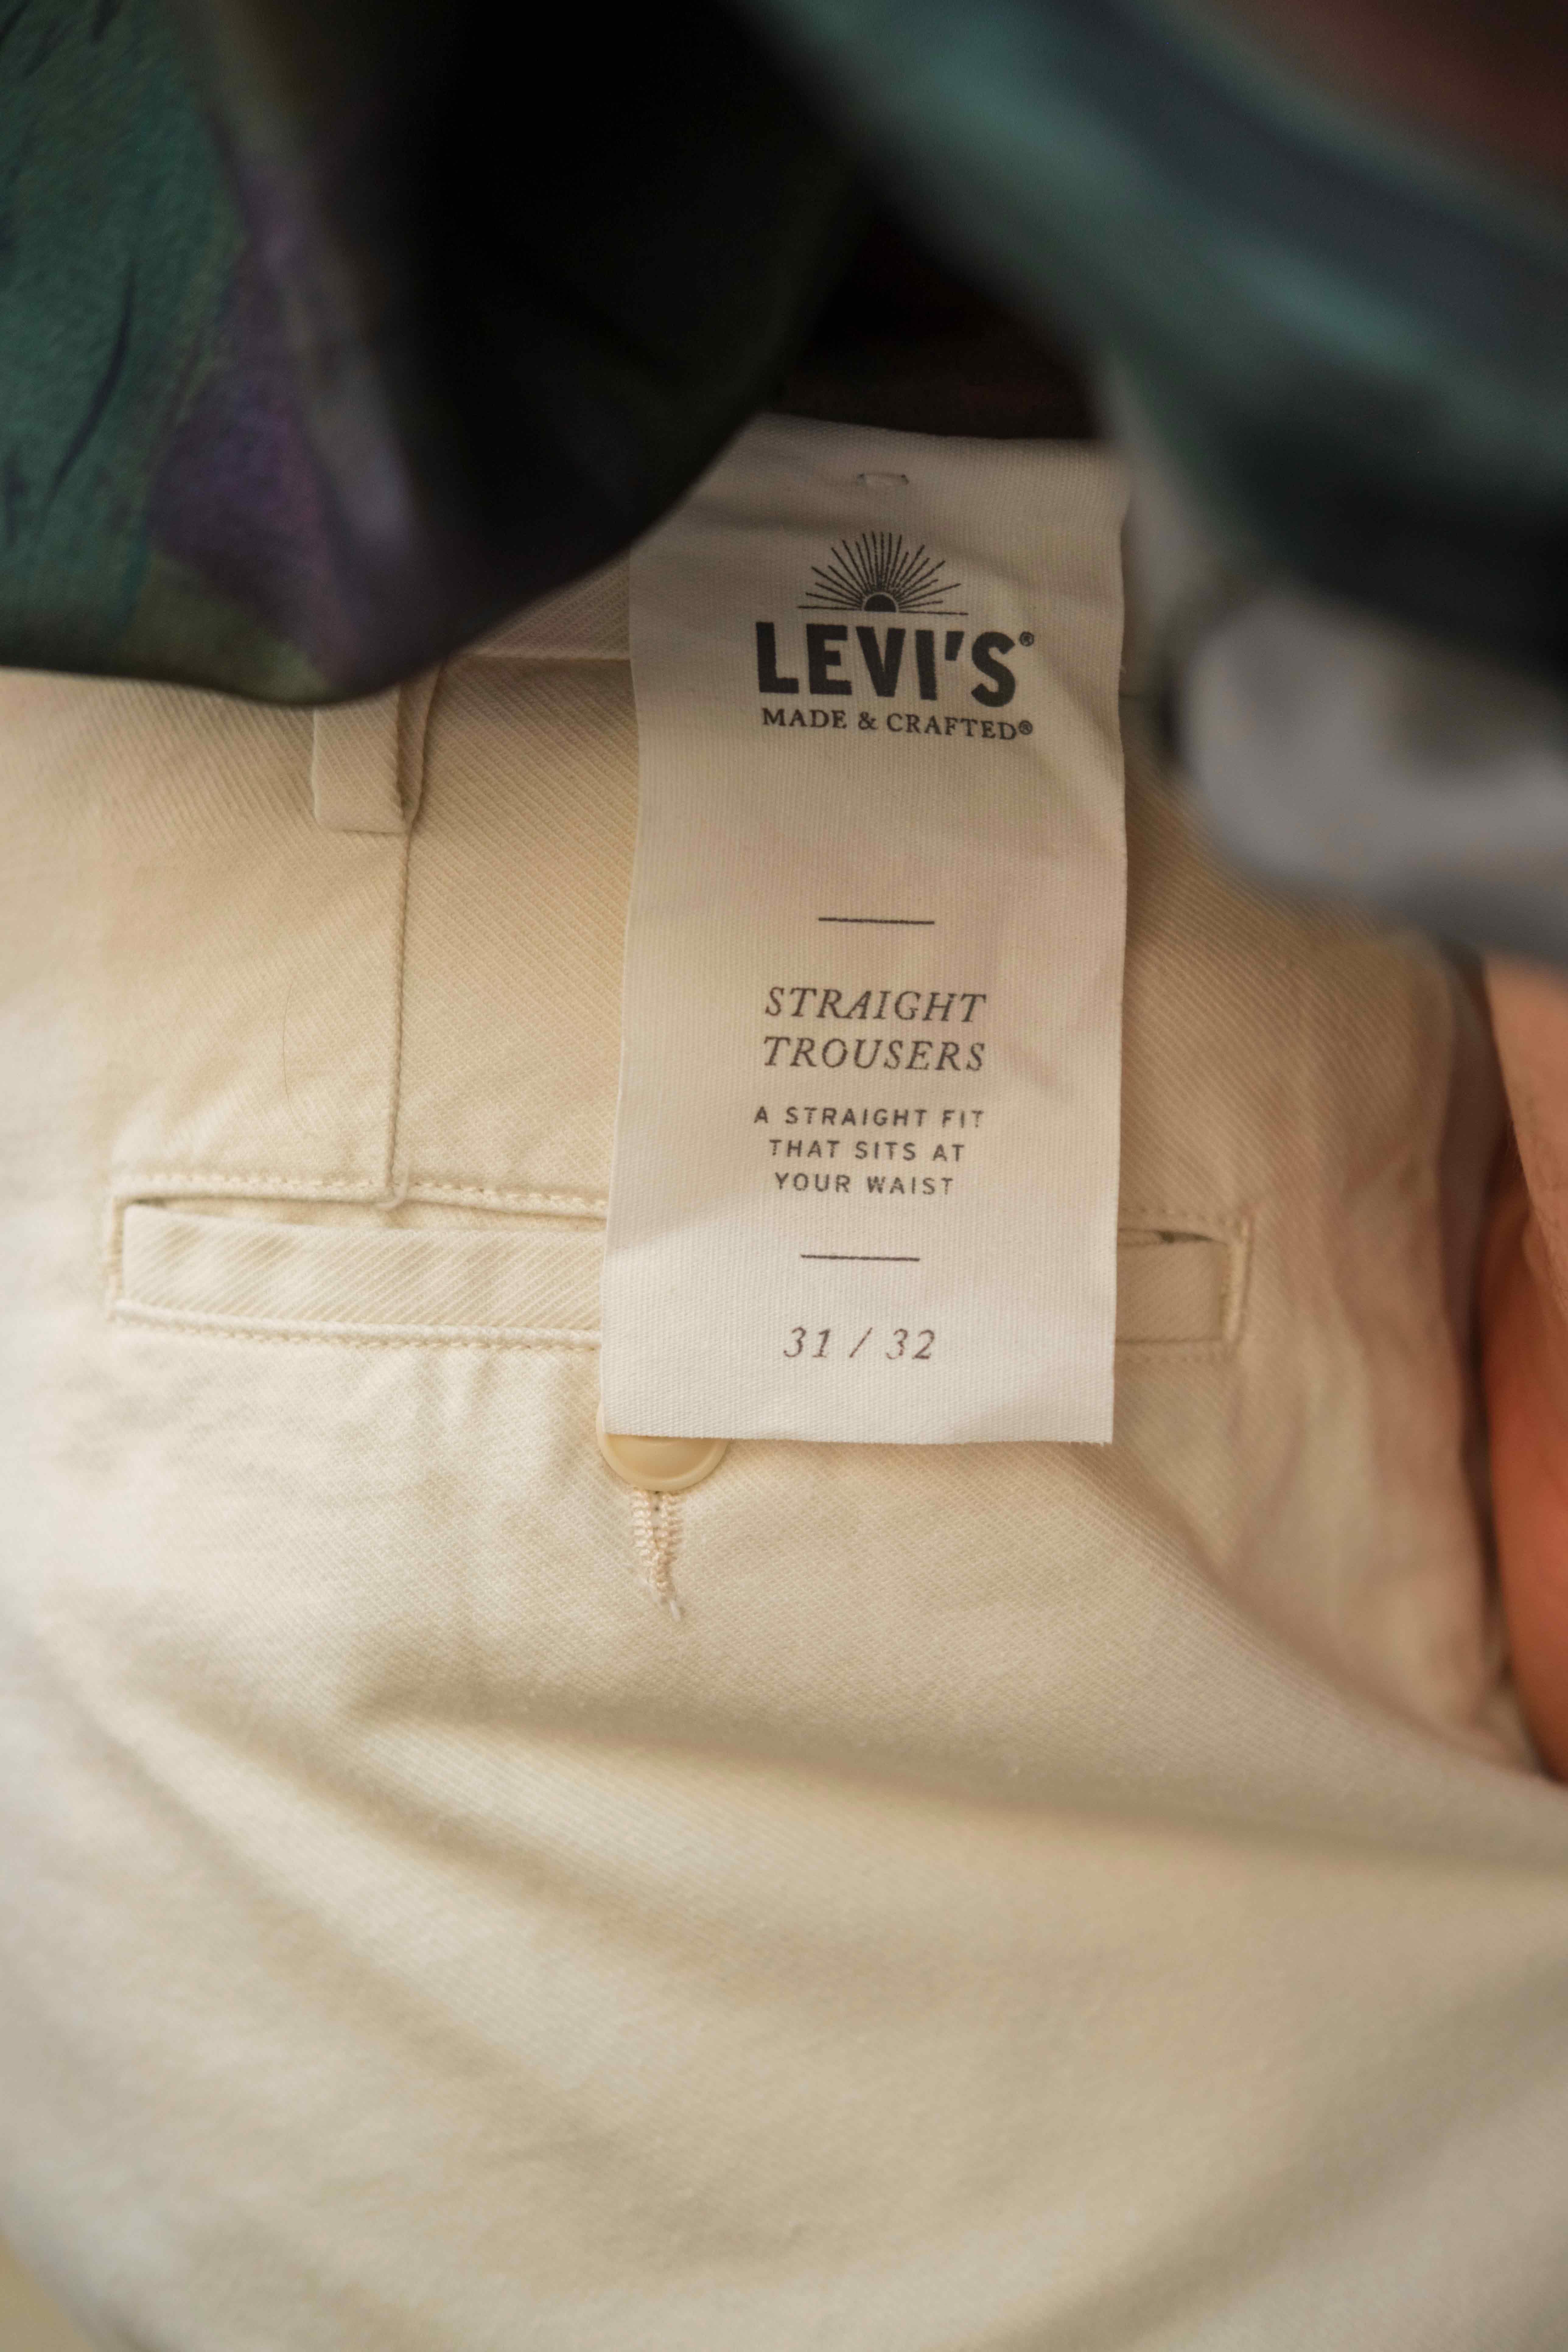 LEVI'S®
MADE & CRAFTED®
STRAIGHT
TROUSERS
A STRAIGHT FIT
THAT SITS AT
YOUR WAIST
31 / 32